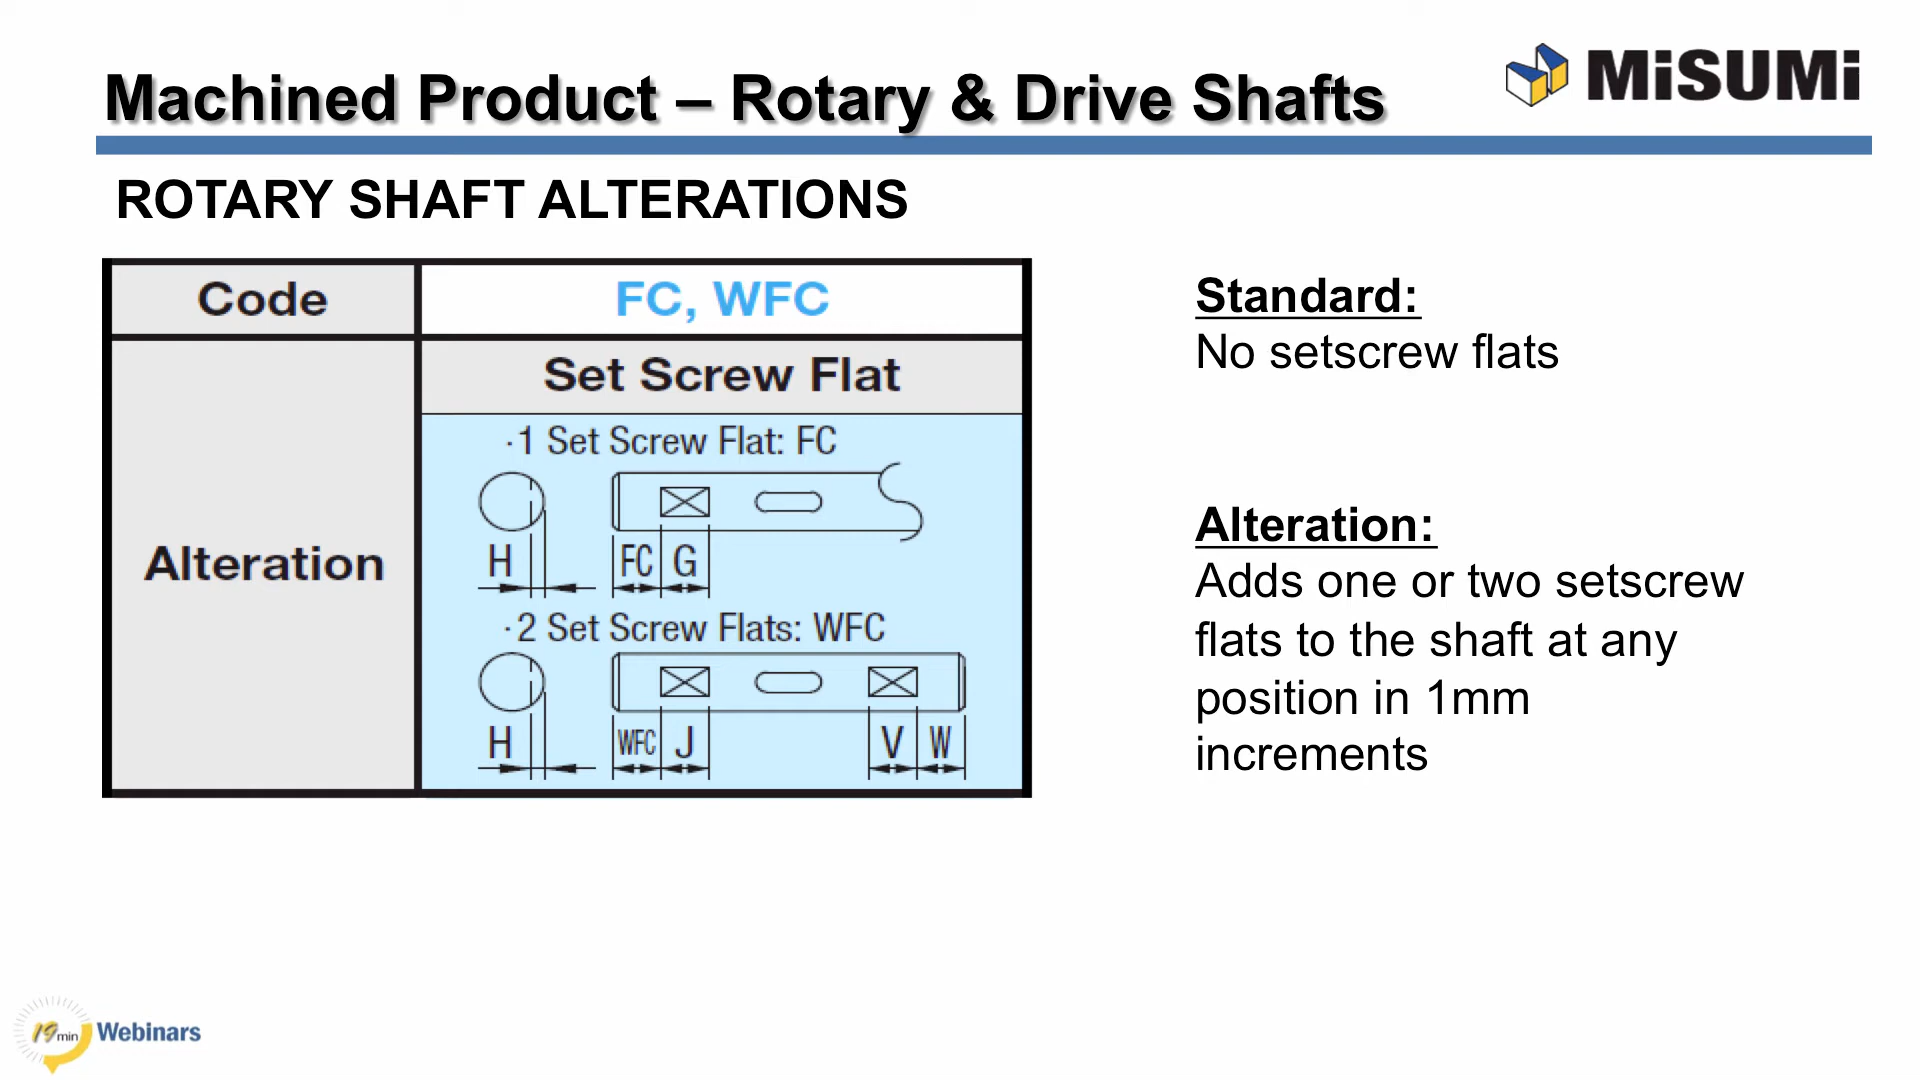 Machined Product – Rotary & Drive Shafts
MiSUMi
ROTARY SHAFT ALTERATIONS
Code
FC, WFC
Alteration
Set Screw Flat
·1 Set Screw Flat: FC
H
FC
G
·2 Set Screw Flats: WFC
H
WFC
J
V
W
Standard:
No setscrew flats
Alteration:
Adds one or two setscrew
flats to the shaft at any
position in 1mm
increments
19 min Webinars